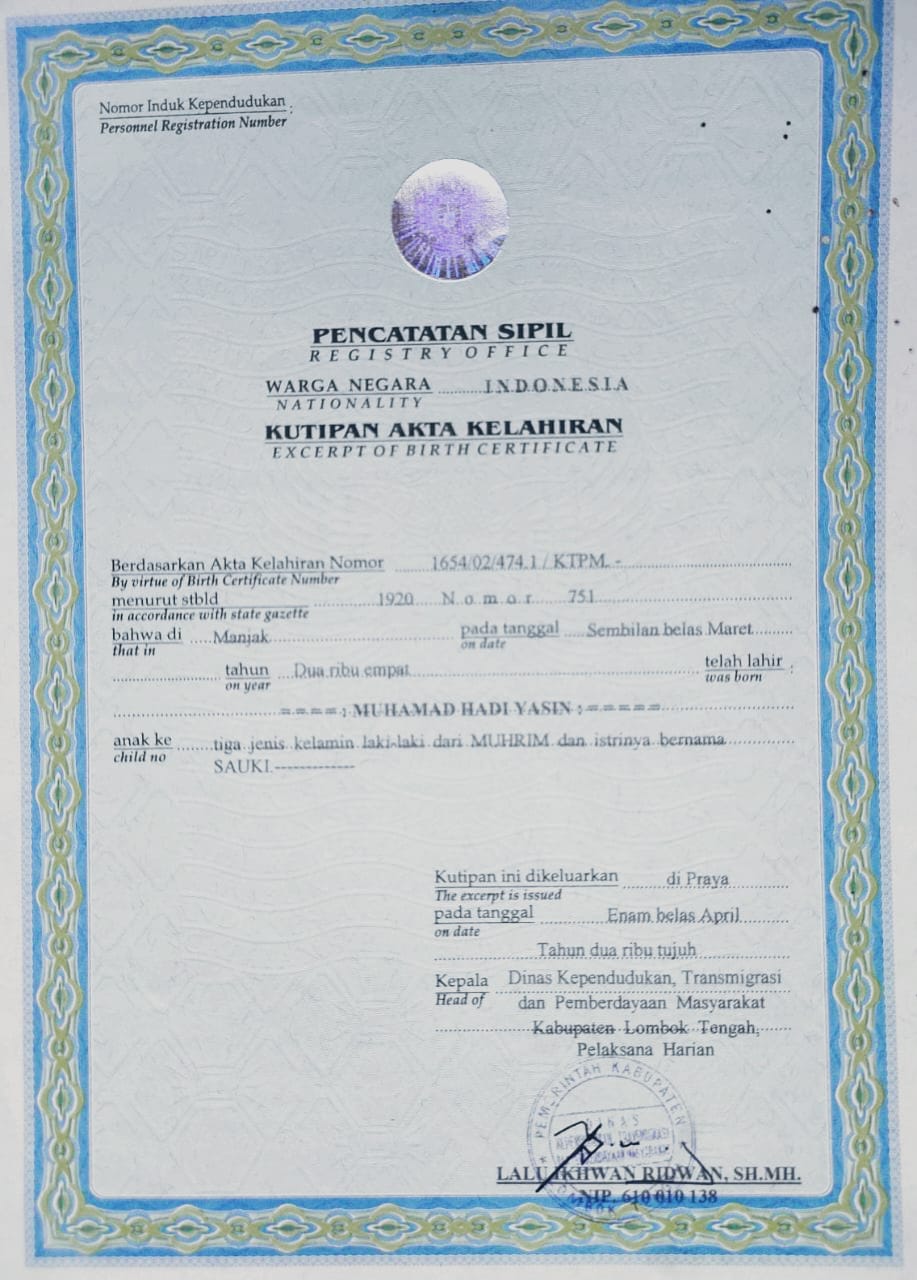 Nomor Induk Kependudukan :
Personnel Registration Number
PENCATATAN SIPIL
REGISTRY OFFICE
WARGA NEGARA ........ INDONESIA
NATIONALITY
KUTIPAN AKTA KELAHIRAN
EXCERPT OF BIRTH CERTIFICATE
Berdasarkan Akta Kelahiran Nomor 1654/02/474.1 / KTPM. -
By virtue of Birth Certificate Number
menurut stbld 1920 Nomor 751
in accordance with state gazette
bahwa di Manjak pada tanggal Sembilan belas Maret
that in on date
tahun Dua ribu empat telah lahir :
on year was born
====: MUHAMAD HADI YASIN :=====
anak ke tiga jenis kelamin laki-laki dari MUHRIM dan istrinya bernama
child no
SAUKI.------------
Kutipan ini dikeluarkan di Praya
The excerpt is issued
pada tanggal Enam belas April
on date
Tahun dua ribu tujuh
Kepala Dinas Kependudukan, Transmigrasi
Head of dan Pemberdayaan Masyarakat
Kabupaten Lombok Tengah,
Pelaksana Harian
PEMERINTAH KABUPATEN
DINAS
LALU IKHWAN RIDWAN, SH.MH.
NIP. 610 010 138